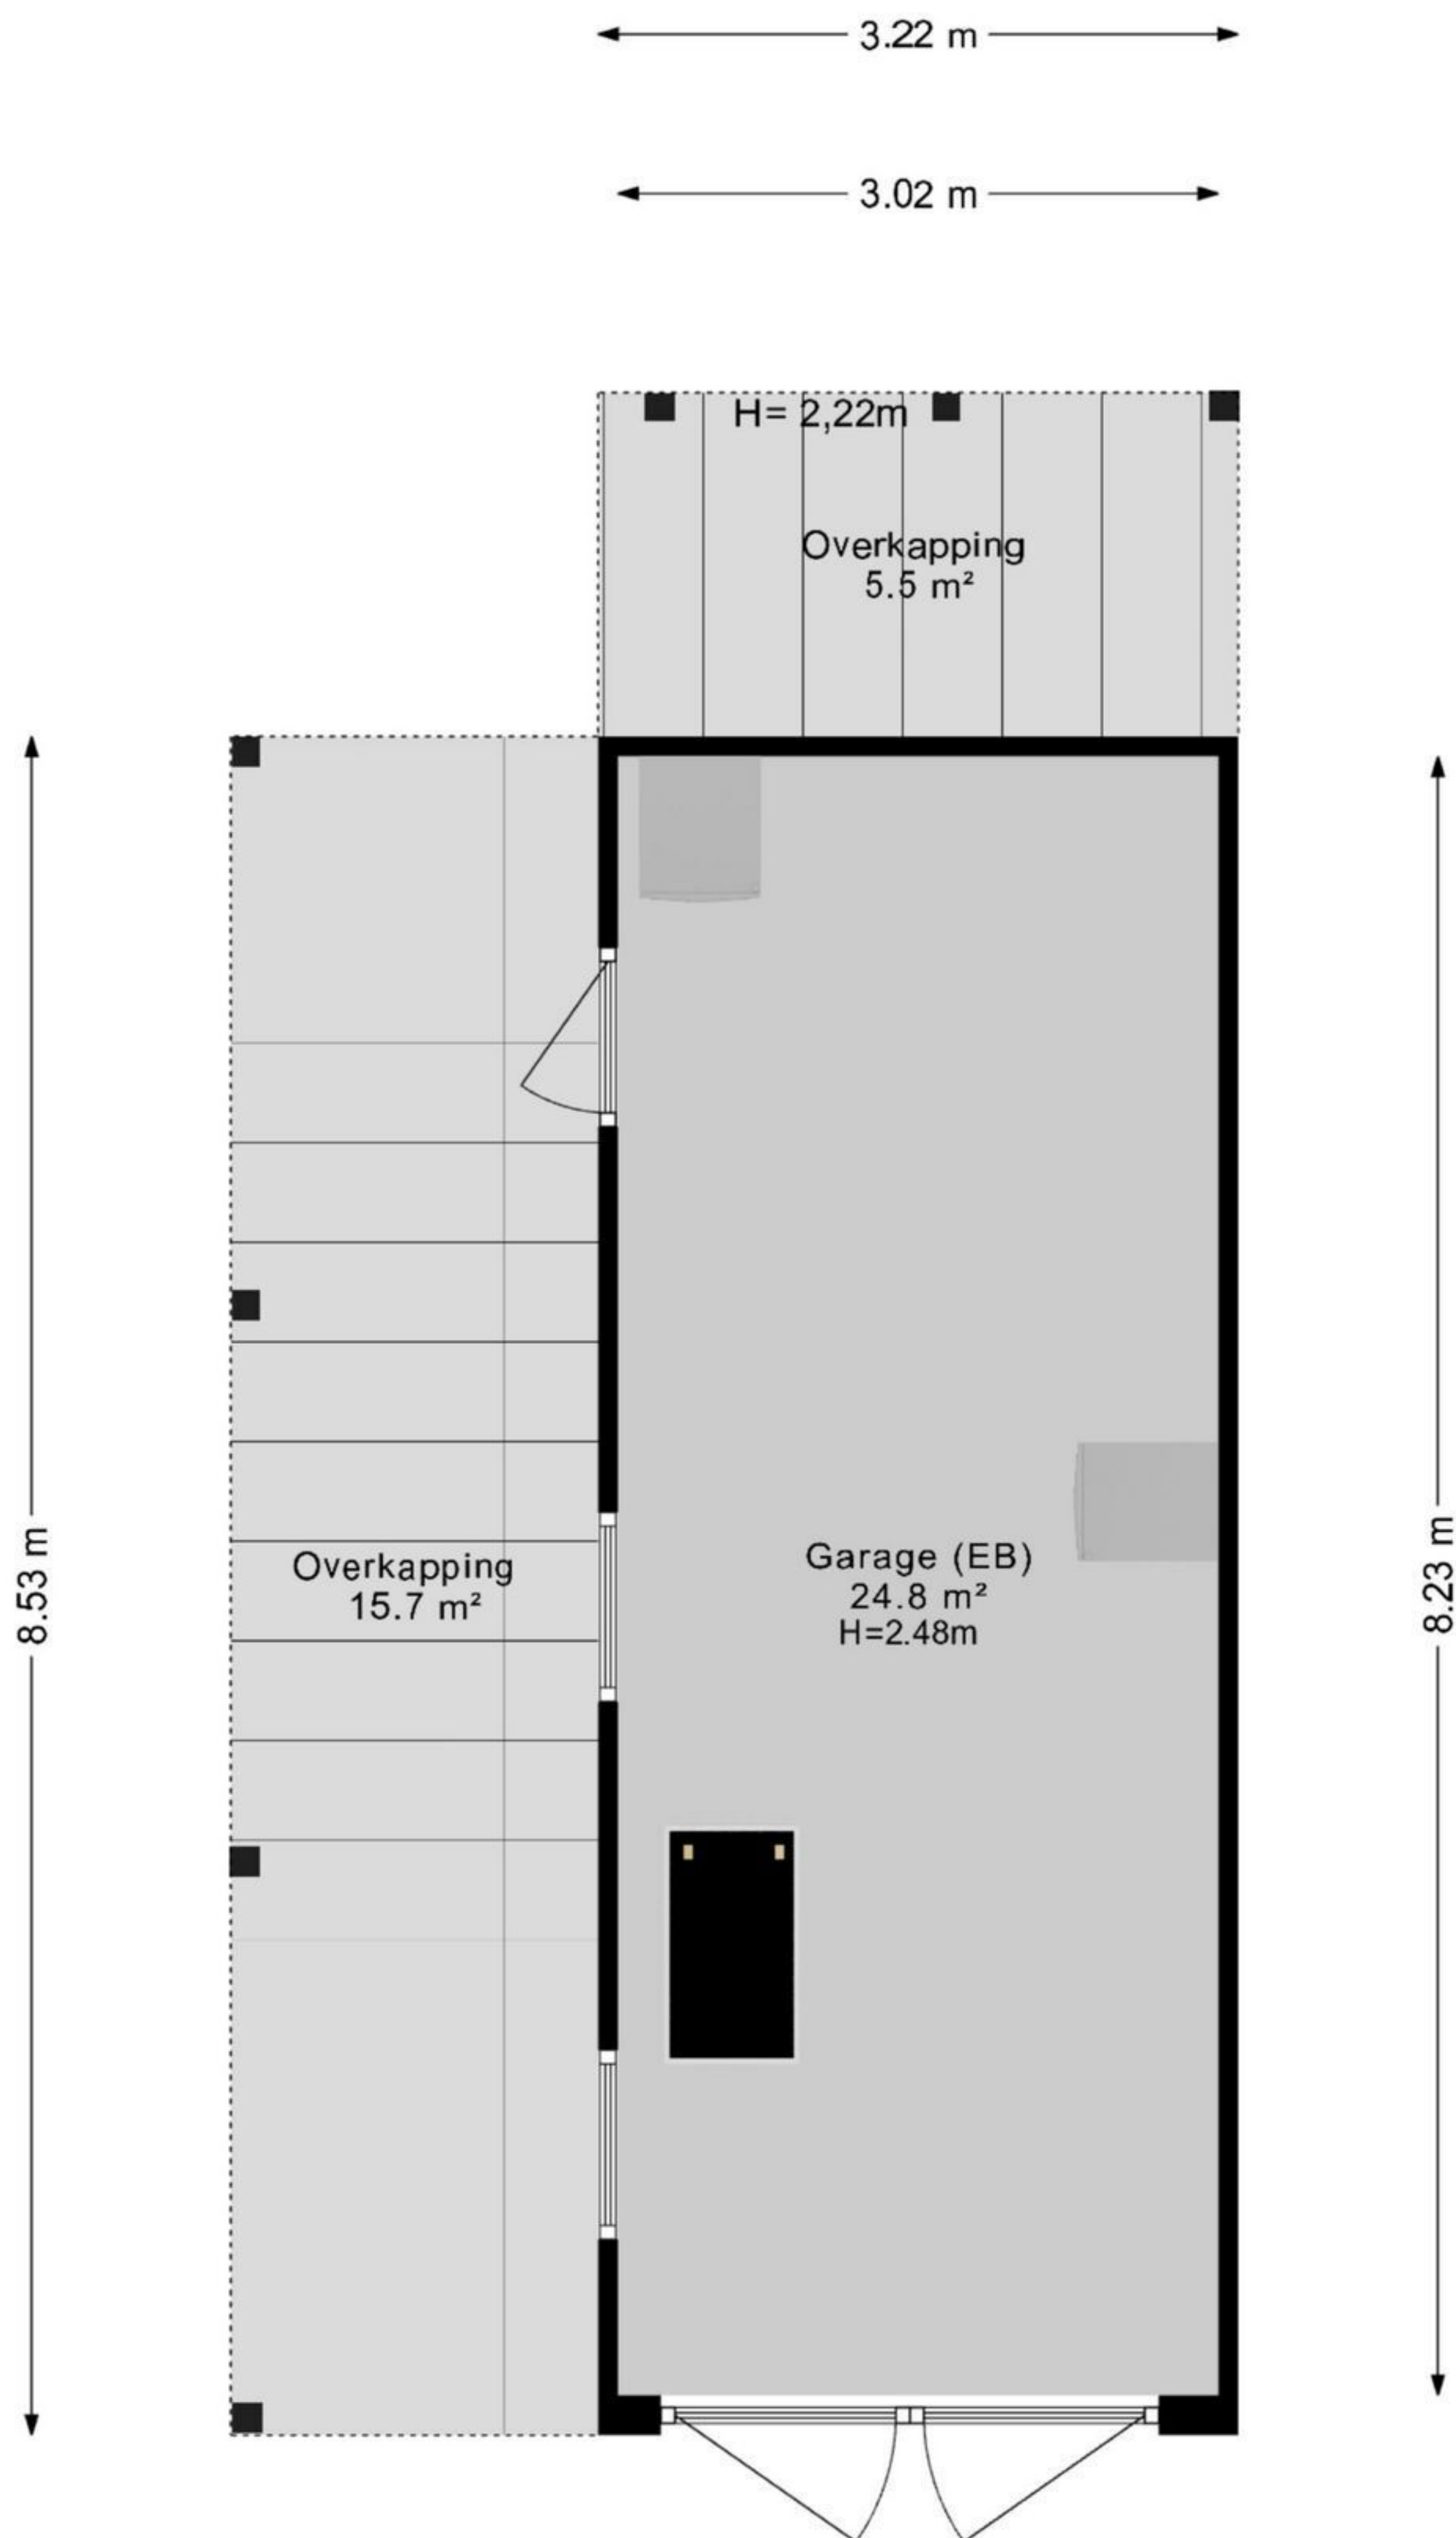 3.22 m
3.02 m
H= 2,22m
Overkapping
5.5 m²
8.53 m
Overkapping
15.7 m²
Garage (EB)
24.8 m²
H=2.48m
8.23 m